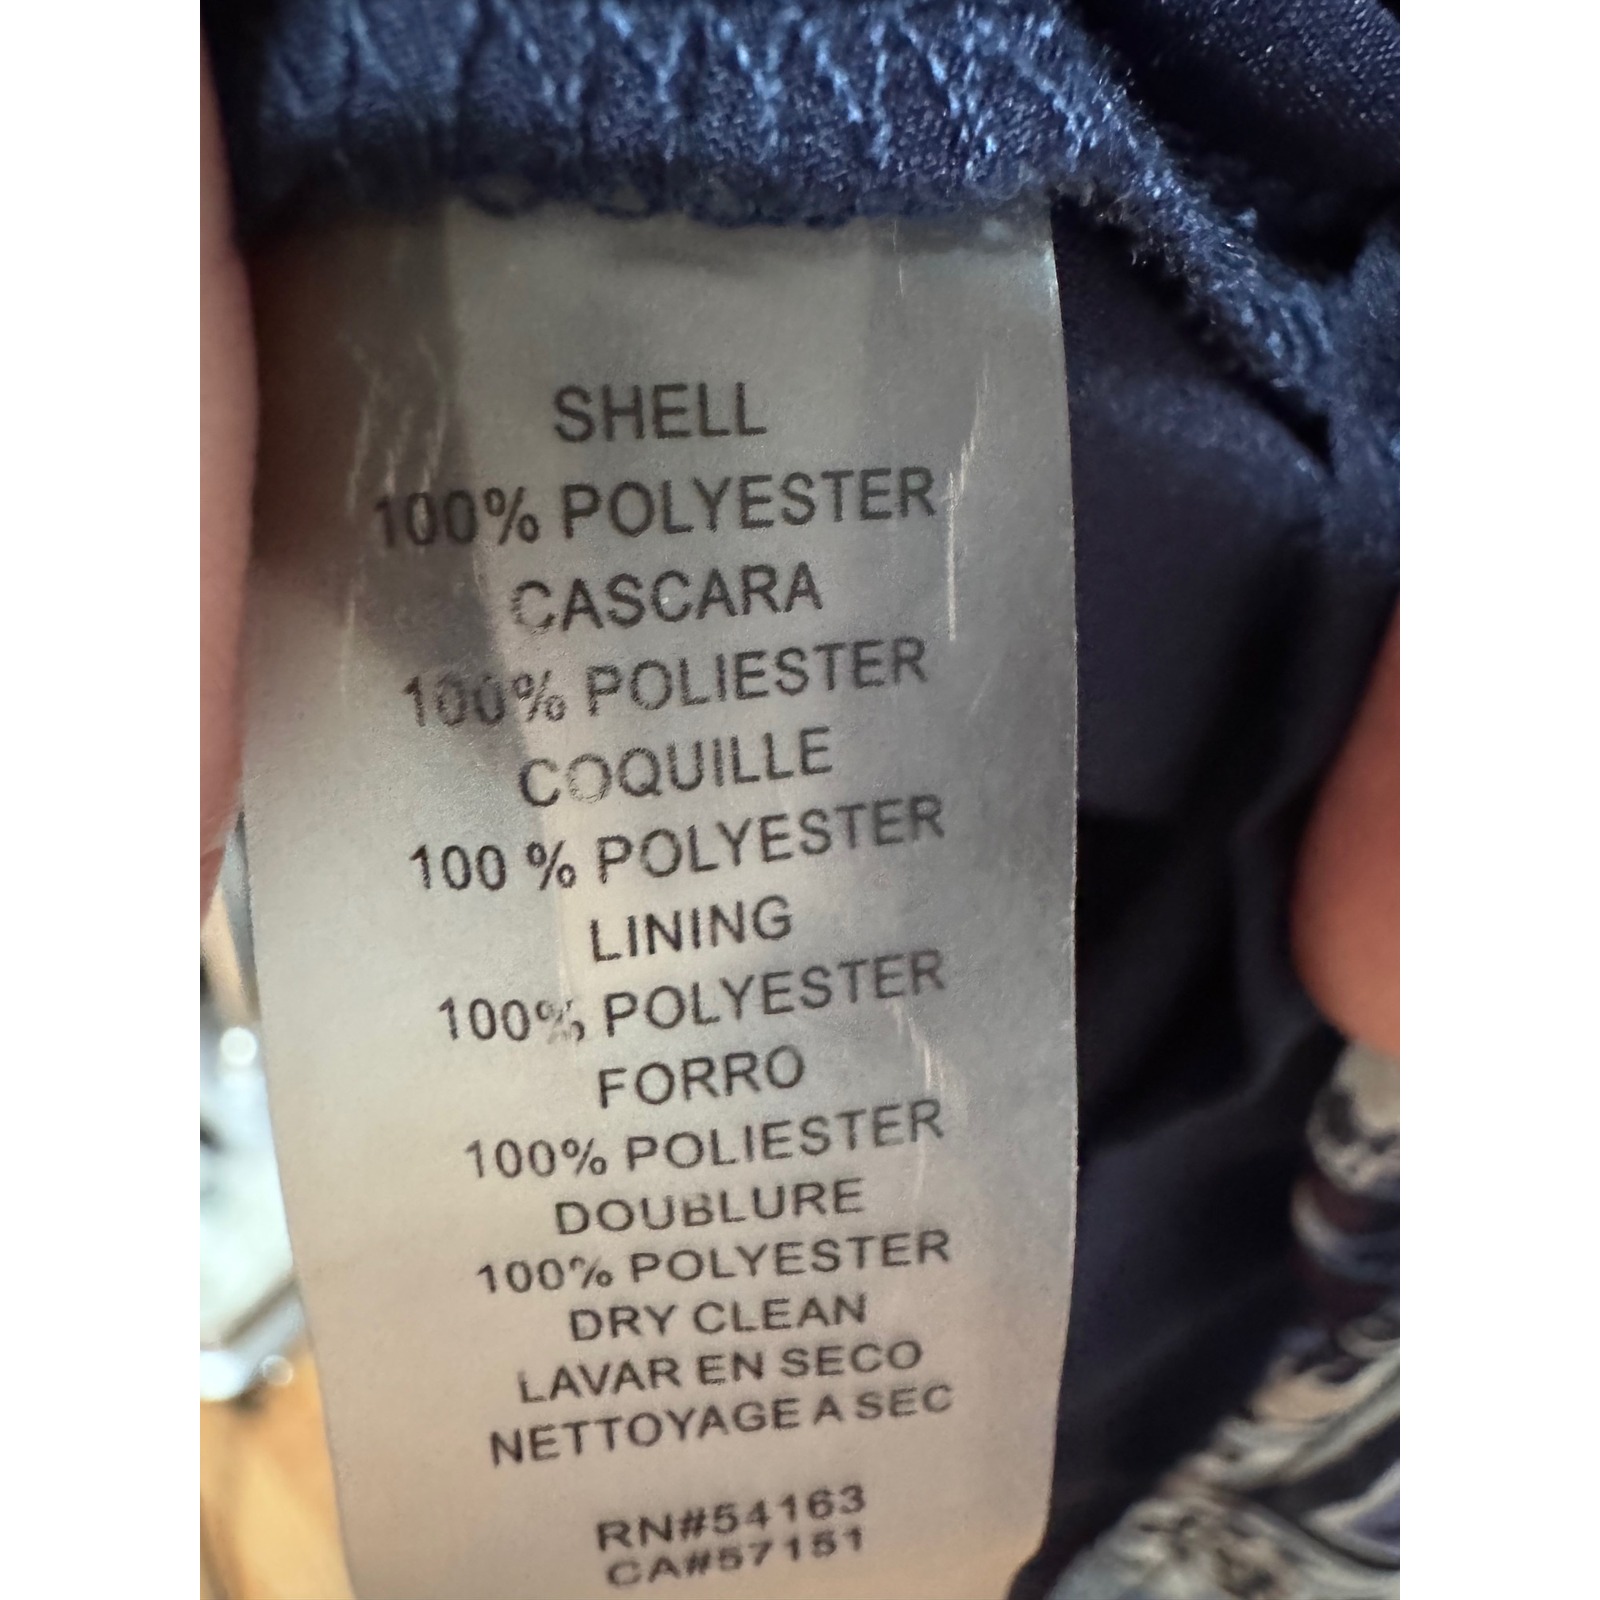 SHELL
100% POLYESTER
CASCARA
100% POLIESTER
COQUILLE
100 % POLYESTER
LINING
100% POLYESTER
FORRO
100% POLIESTER
DOUBLURE
100% POLYESTER
DRY CLEAN
LAVAR EN SECO
NETTOYAGE A SEC
RN#54163
CA#57151